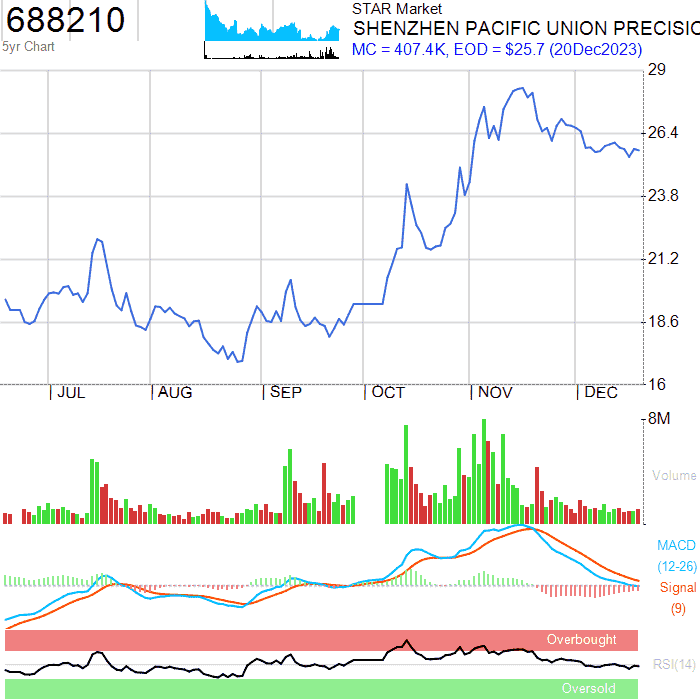 688210
5yr Chart
STAR Market
SHENZHEN PACIFIC UNION PRECISIO
MC = 407.4K, EOD = $25.7 (20Dec2023)
29
26.4
23.8
21.2
18.6
16
JUL
AUG
SEP
OCT
NOV
DEC
8M
Volume
MACD
(12-26)
Signal
(9)
Overbought
RSI(14)
Oversold